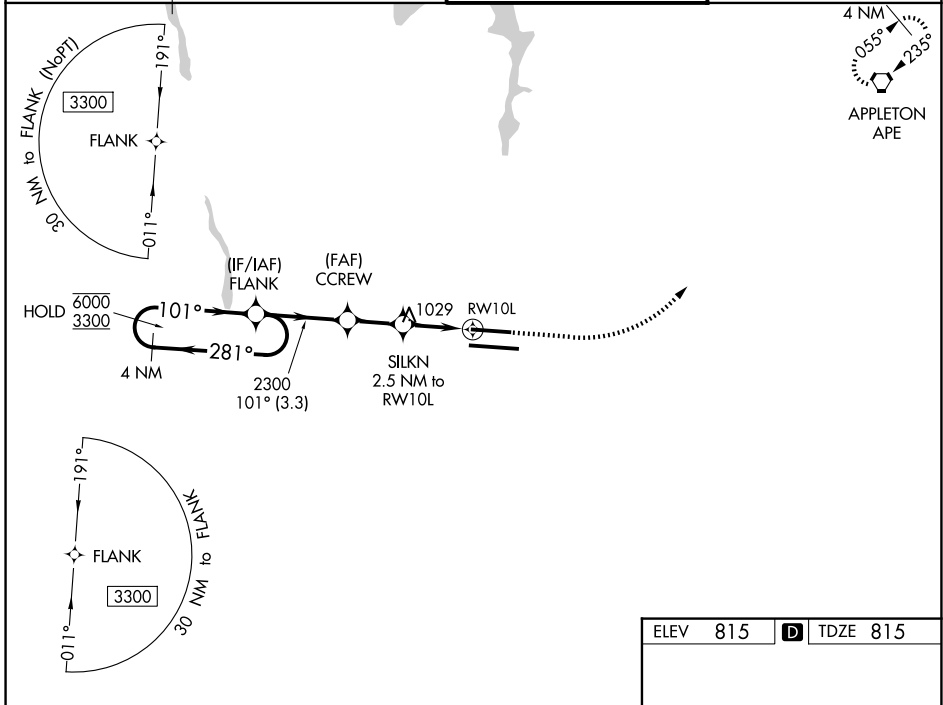 4 NM
055°
235°
APPLETON
APE
30 NM to FLANK (NoPT)
191°
3300
FLANK
011°
(IF/IAF)
FLANK
(FAF)
CCREW
HOLD
6000
3300
101°
281°
4 NM
2300
101° (3.3)
1029
SILKN
2.5 NM to
RW10L
RW10L
191°
FLANK
3300
011°
30 NM to FLANK
ELEV 815 D TDZE 815